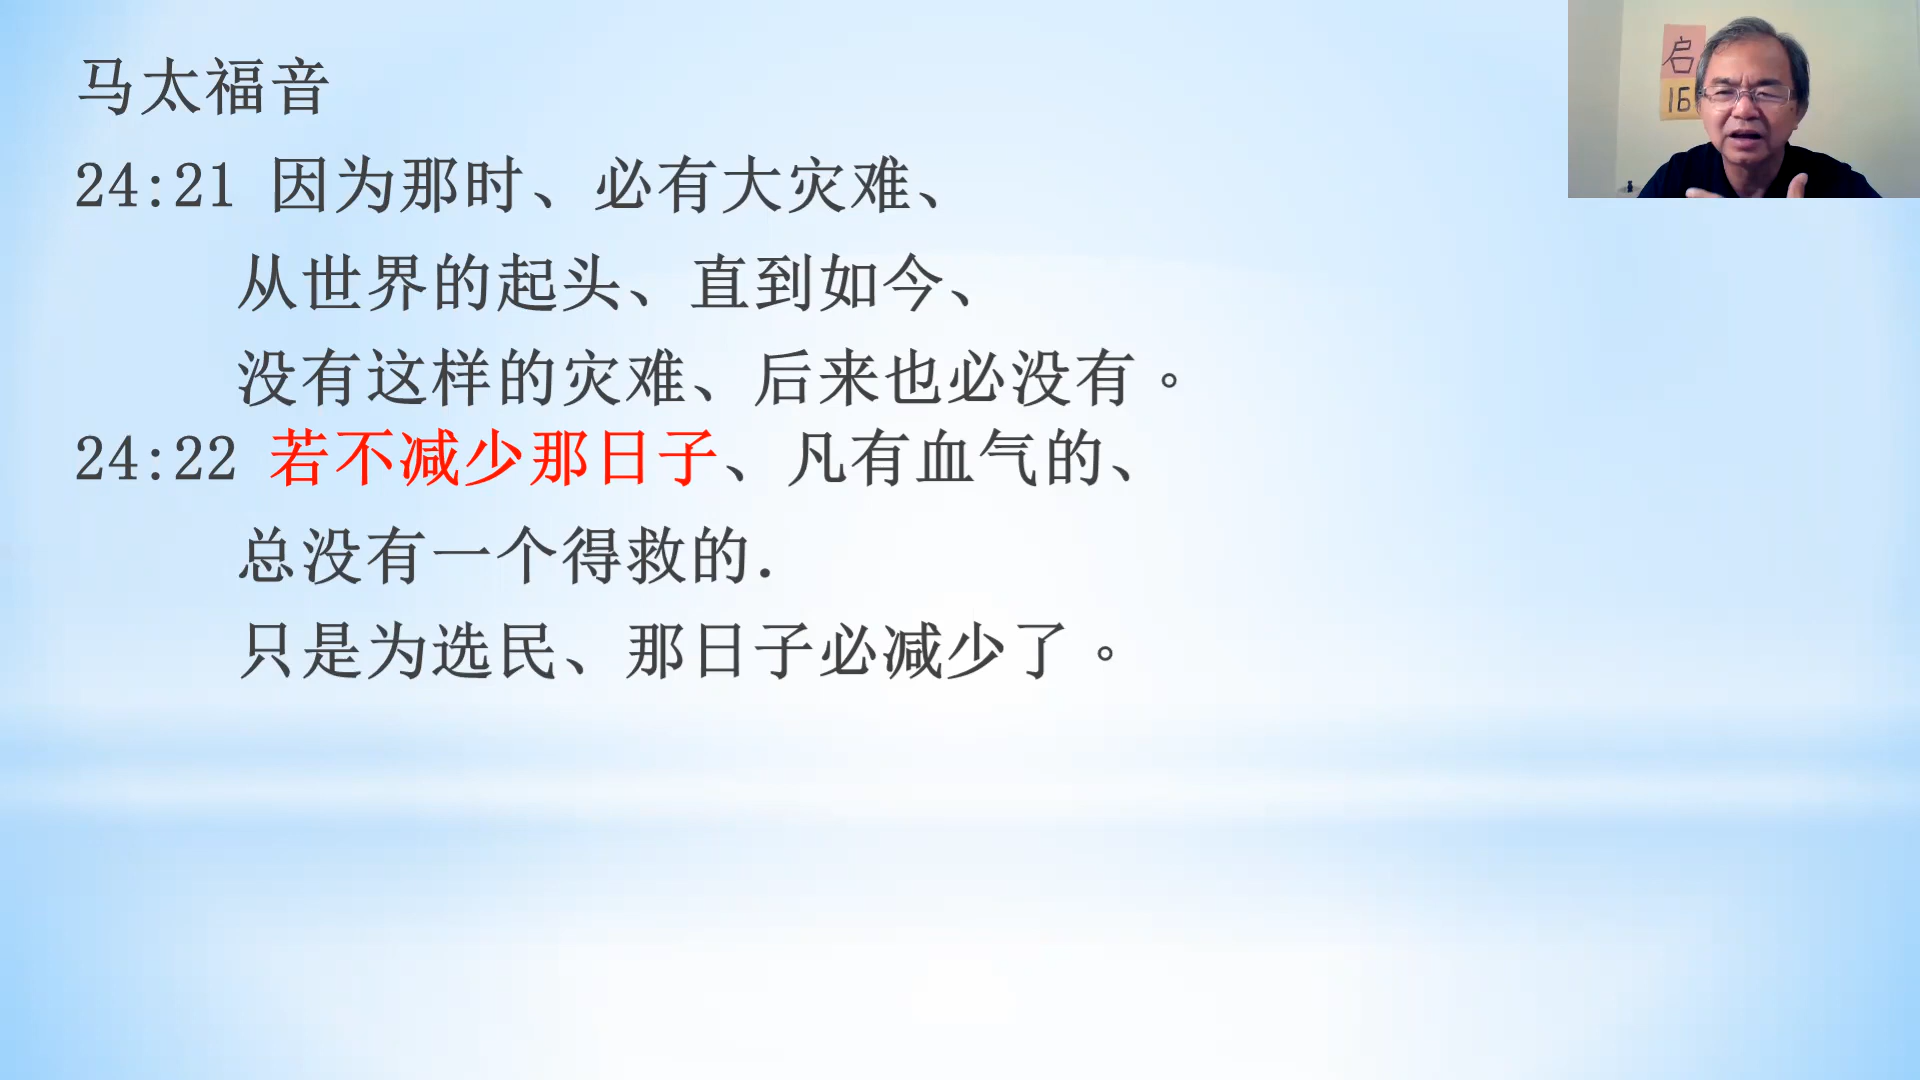 马太福音
24:21 因为那时、必有大灾难、
从世界的起头、直到如今、
没有这样的灾难、后来也必没有。
24:22 若不减少那日子、凡有血气的、
总没有一个得救的.
只是为选民、那日子必减少了。
启
16